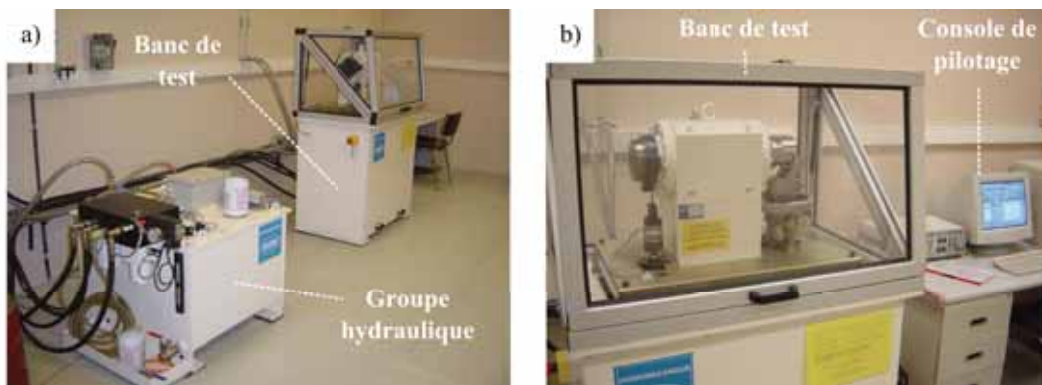 a)
Banc de
test
Groupe
hydraulique
b)
Banc de test
Console de
pilotage